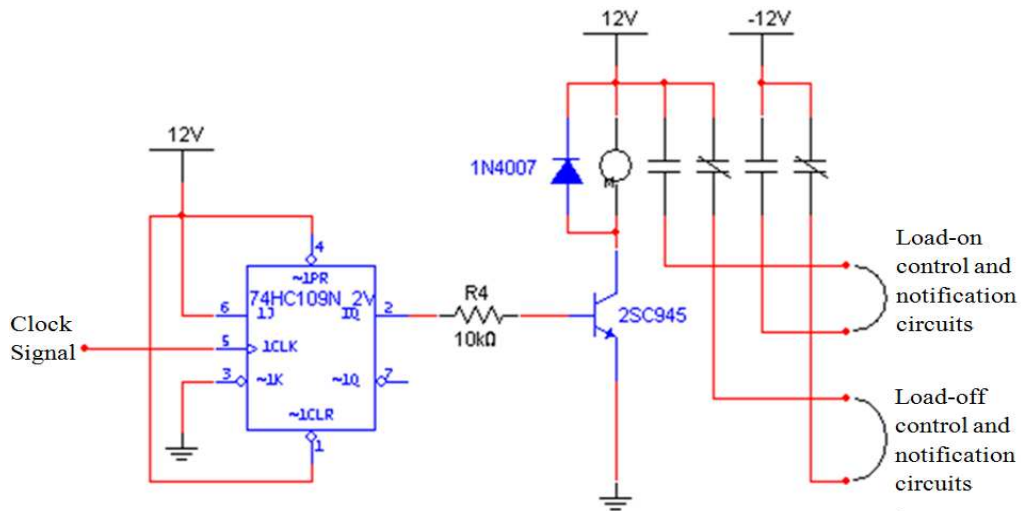 12V
-12V
12V
1N4007
M
4
~1PR
74HC109N_2V
6
1J
1Q
2
R4
10kΩ
2SC945
Clock
Signal
5
1CLK
3
~1K
~1Q
7
~1CLR
1
Load-on
control and
notification
circuits
Load-off
control and
notification
circuits